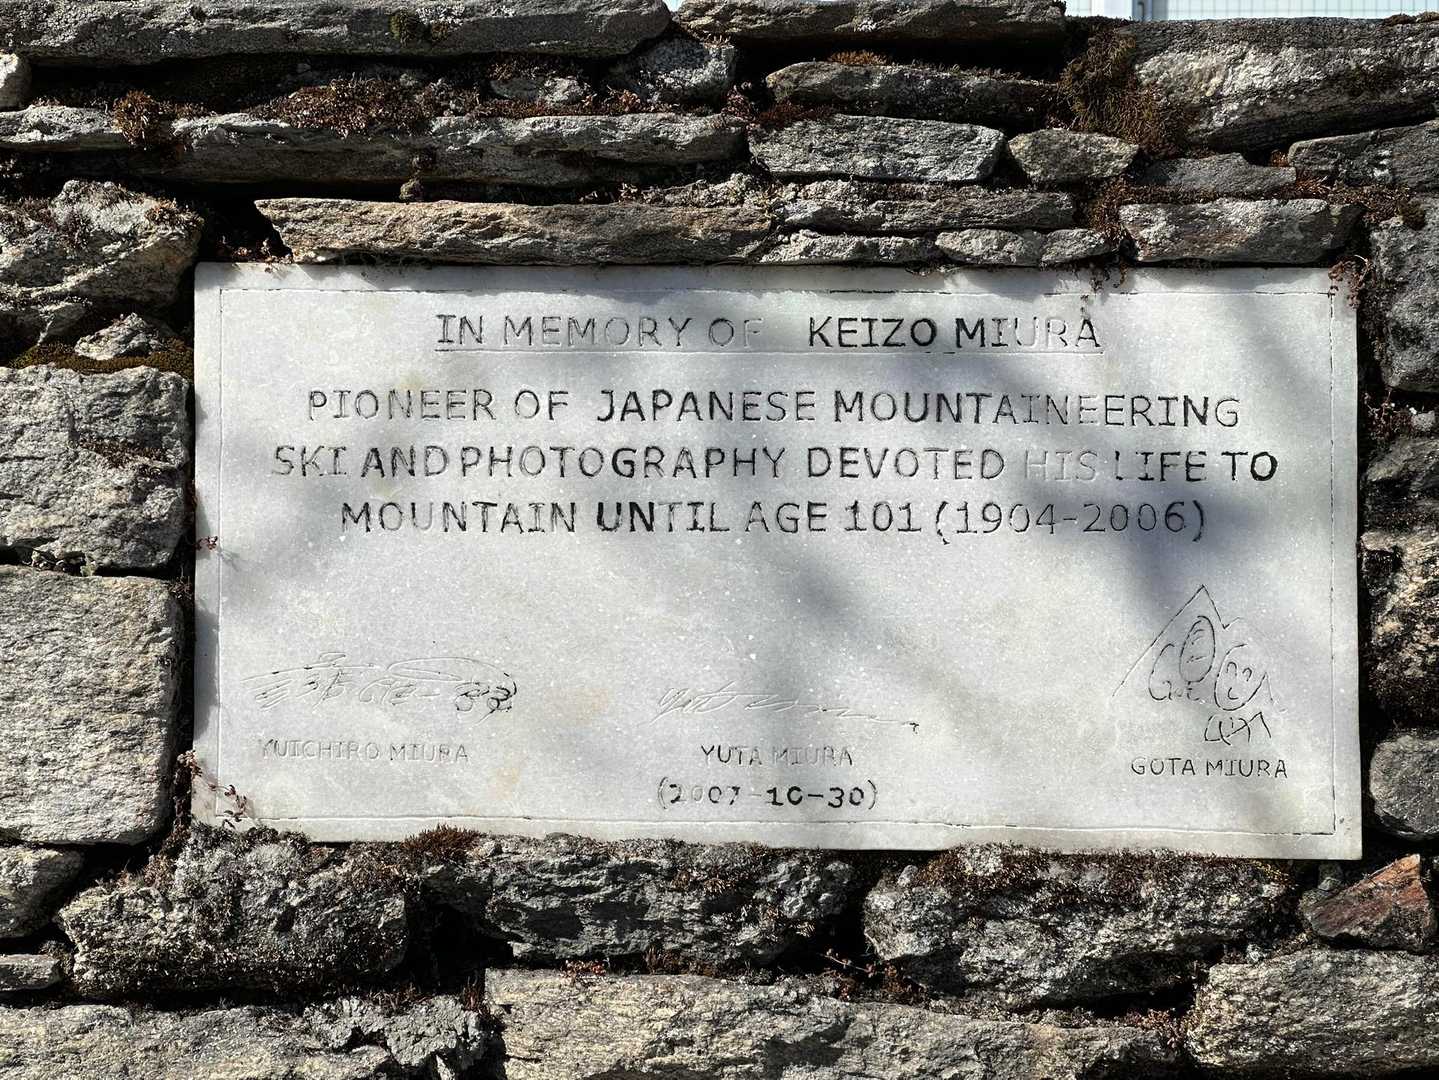 IN MEMORY OF KEIZO MIURA
PIONEER OF JAPANESE MOUNTAINEERING
SKI AND PHOTOGRAPHY DEVOTED HIS LIFE TO
MOUNTAIN UNTIL AGE 101 (1904-2006)
YUICHIRO MIURA
YUTA MIURA
GOTA MIURA
(2007-10-30)